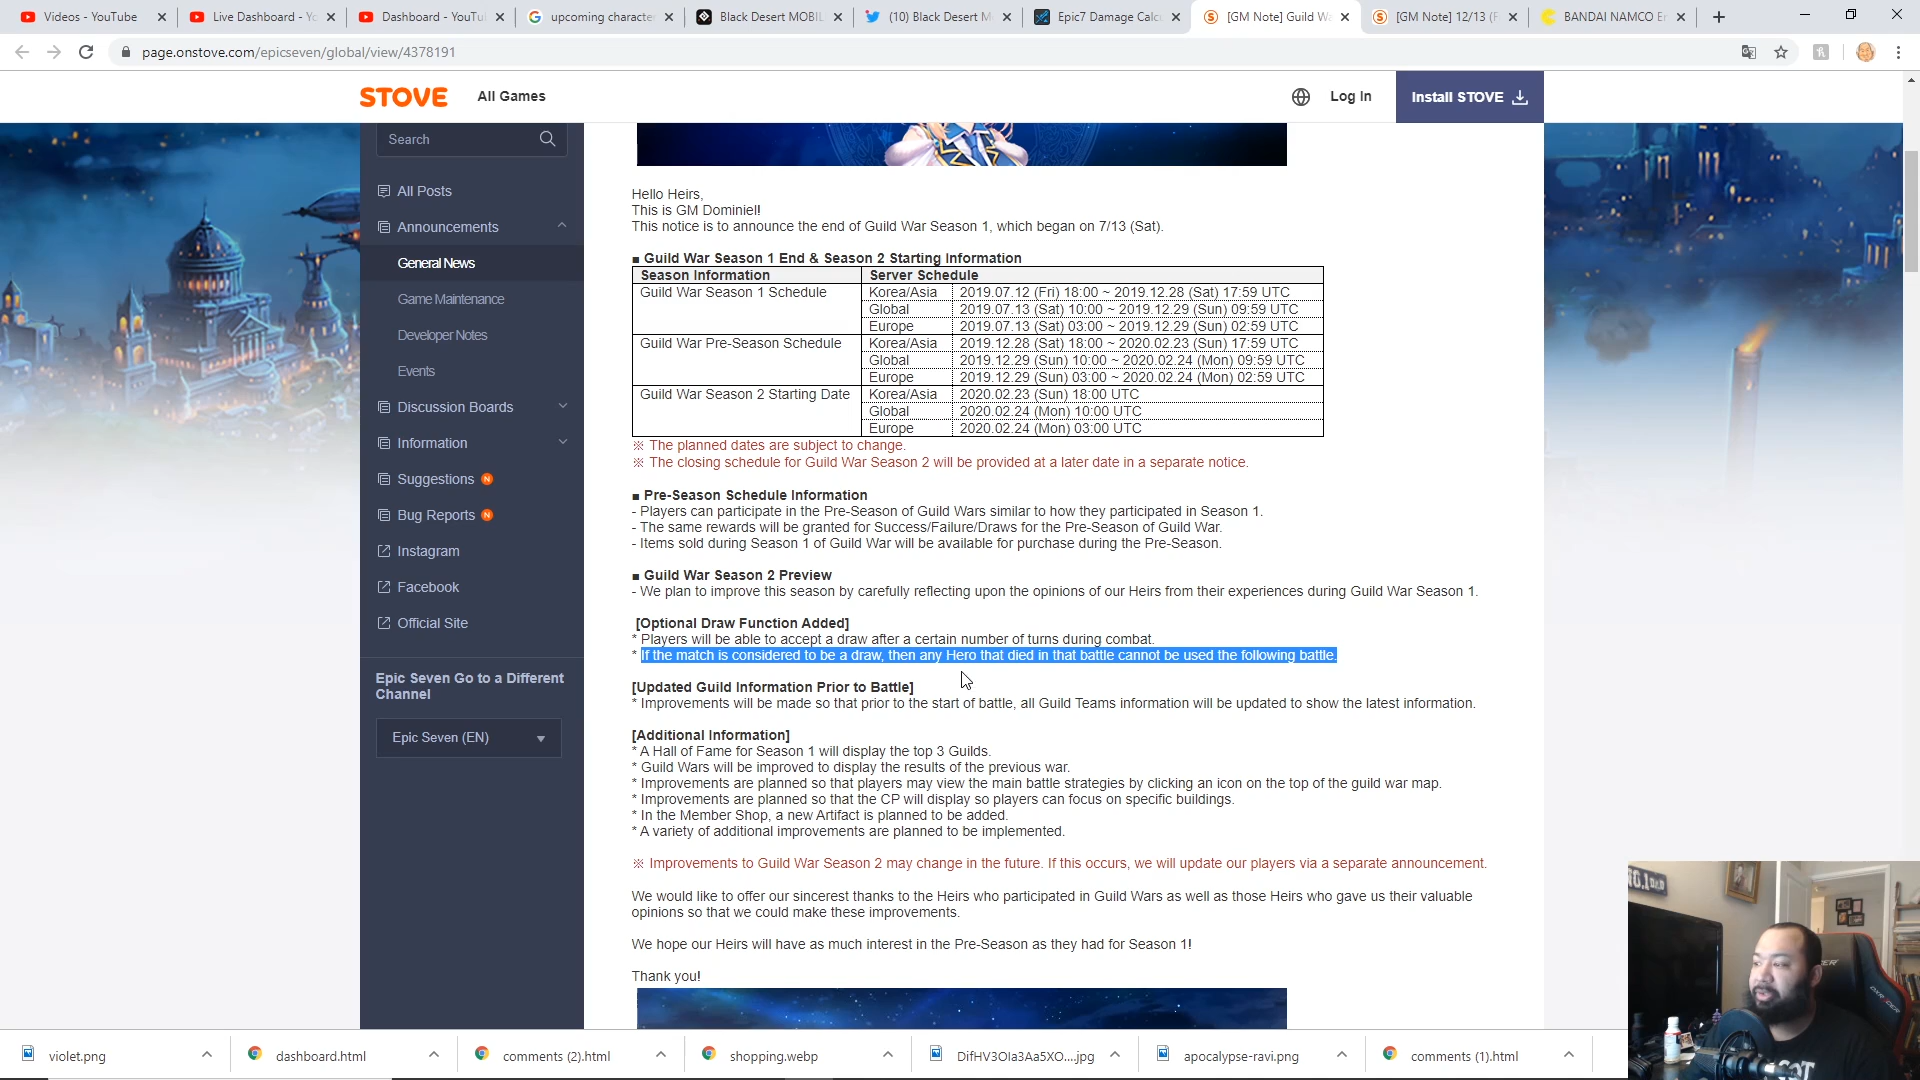 Videos - YouTube
Live Dashboard - Yo
Dashboard - YouTu
upcoming characte
Black Desert MOBIL
(10) Black Desert M
Epic7 Damage Calc
[GM Note] Guild Wa
[GM Note] 12/13 (F
BANDAI NAMCO En
page.onstove.com/epicseven/global/view/4378191
STOVE
All Games
Log In
Install STOVE
Search
All Posts
Announcements
General News
Game Maintenance
Developer Notes
Events
Discussion Boards
Information
Suggestions N
Bug Reports N
Instagram
Facebook
Official Site
Epic Seven Go to a Different
Channel
Epic Seven (EN)
Hello Heirs,
This is GM Dominiel!
This notice is to announce the end of Guild War Season 1, which began on 7/13 (Sat).
■ Guild War Season 1 End & Season 2 Starting Information
Season Information Server Schedule
Guild War Season 1 Schedule Korea/Asia 2019.07.12 (Fri) 18:00 ~ 2019.12.28 (Sat) 17:59 UTC
Global 2019.07.13 (Sat) 10:00 ~ 2019.12.29 (Sun) 09:59 UTC
Europe 2019.07.13 (Sat) 03:00 ~ 2019.12.29 (Sun) 02:59 UTC
Guild War Pre-Season Schedule Korea/Asia 2019.12.28 (Sat) 18:00 ~ 2020.02.23 (Sun) 17:59 UTC
Global 2019.12.29 (Sun) 10:00 ~ 2020.02.24 (Mon) 09:59 UTC
Europe 2019.12.29 (Sun) 03:00 ~ 2020.02.24 (Mon) 02:59 UTC
Guild War Season 2 Starting Date Korea/Asia 2020.02.23 (Sun) 18:00 UTC
Global 2020.02.24 (Mon) 10:00 UTC
Europe 2020.02.24 (Mon) 03:00 UTC
※ The planned dates are subject to change.
※ The closing schedule for Guild War Season 2 will be provided at a later date in a separate notice.
■ Pre-Season Schedule Information
- Players can participate in the Pre-Season of Guild Wars similar to how they participated in Season 1.
- The same rewards will be granted for Success/Failure/Draws for the Pre-Season of Guild War.
- Items sold during Season 1 of Guild War will be available for purchase during the Pre-Season.
■ Guild War Season 2 Preview
- We plan to improve this season by carefully reflecting upon the opinions of our Heirs from their experiences during Guild War Season 1.
[Optional Draw Function Added]
* Players will be able to accept a draw after a certain number of turns during combat.
* If the match is considered to be a draw, then any Hero that died in that battle cannot be used the following battle.
[Updated Guild Information Prior to Battle]
* Improvements will be made so that prior to the start of battle, all Guild Teams information will be updated to show the latest information.
[Additional Information]
* A Hall of Fame for Season 1 will display the top 3 Guilds.
* Guild Wars will be improved to display the results of the previous war.
* Improvements are planned so that players may view the main battle strategies by clicking an icon on the top of the guild war map.
* Improvements are planned so that the CP will display so players can focus on specific buildings.
* In the Member Shop, a new Artifact is planned to be added.
* A variety of additional improvements are planned to be implemented.
※ Improvements to Guild War Season 2 may change in the future. If this occurs, we will update our players via a separate announcement.
We would like to offer our sincerest thanks to the Heirs who participated in Guild Wars as well as those Heirs who gave us their valuable
opinions so that we could make these improvements.
We hope our Heirs will have as much interest in the Pre-Season as they had for Season 1!
Thank you!
violet.png
dashboard.html
comments (2).html
shopping.webp
DifHV3OIa3Aa5XO....jpg
apocalypse-ravi.png
comments (1).html